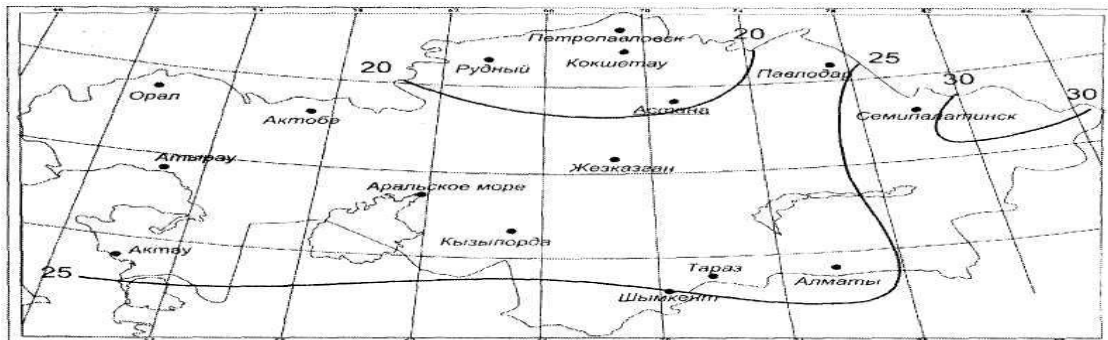 Петропавловск
20
Рудный
Кокшетау
25
20
Павлодар
30
Орал
30
Актобе
Астана
Семипалатинск
Атырау
Жезказган
Аральское море
Кызылорда
Актау
25
Тараз
Алматы
Шымкент